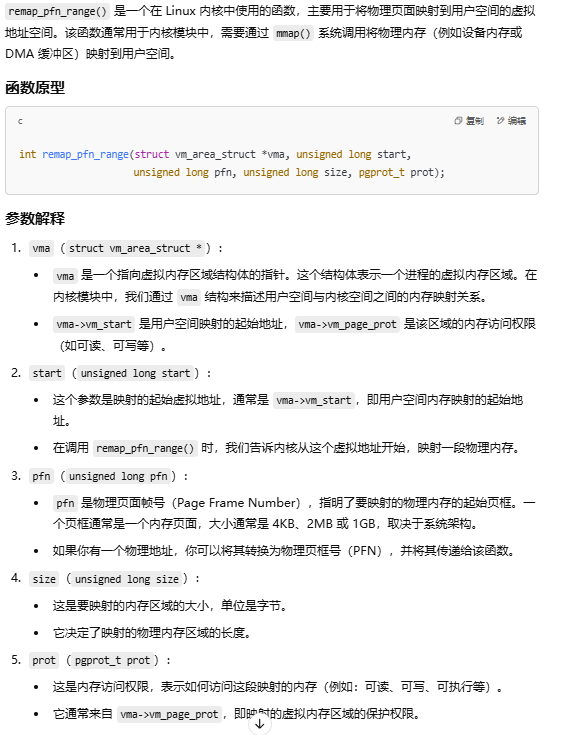 remap_pfn_range() 是一个在 Linux 内核中使用的函数，主要用于将物理页面映射到用户空间的虚拟
地址空间。该函数通常用于内核模块中，需要通过 mmap() 系统调用将物理内存（例如设备内存或
DMA 缓冲区）映射到用户空间。
函数原型
c 复制 编辑
int remap_pfn_range(struct vm_area_struct *vma, unsigned long start,
unsigned long pfn, unsigned long size, pgprot_t prot);
参数解释
1. vma （struct vm_area_struct *）：
• vma 是一个指向虚拟内存区域结构体的指针。这个结构体表示一个进程的虚拟内存区域。在
内核模块中，我们通过 vma 结构来描述用户空间与内核空间之间的内存映射关系。
• vma->vm_start 是用户空间映射的起始地址，vma->vm_page_prot 是该区域的内存访问权限
（如可读、可写等）。
2. start （unsigned long start）：
• 这个参数是映射的起始虚拟地址，通常是 vma->vm_start，即用户空间内存映射的起始地
址。
• 在调用 remap_pfn_range() 时，我们告诉内核从这个虚拟地址开始，映射一段物理内存。
3. pfn （unsigned long pfn）：
• pfn 是物理页面帧号（Page Frame Number），指明了要映射的物理内存的起始页框。一
个页框通常是一个内存页面，大小通常是 4KB、2MB 或 1GB，取决于系统架构。
• 如果你有一个物理地址，你可以将其转换为物理页框号（PFN），并将其传递给该函数。
4. size （unsigned long size）：
• 这是要映射的内存区域的大小，单位是字节。
• 它决定了映射的物理内存区域的长度。
5. prot （pgprot_t prot）：
• 这是内存访问权限，表示如何访问这段映射的内存（例如：可读、可写、可执行等）。
• 它通常来自 vma->vm_page_prot，即映射的虚拟内存区域的保护权限。